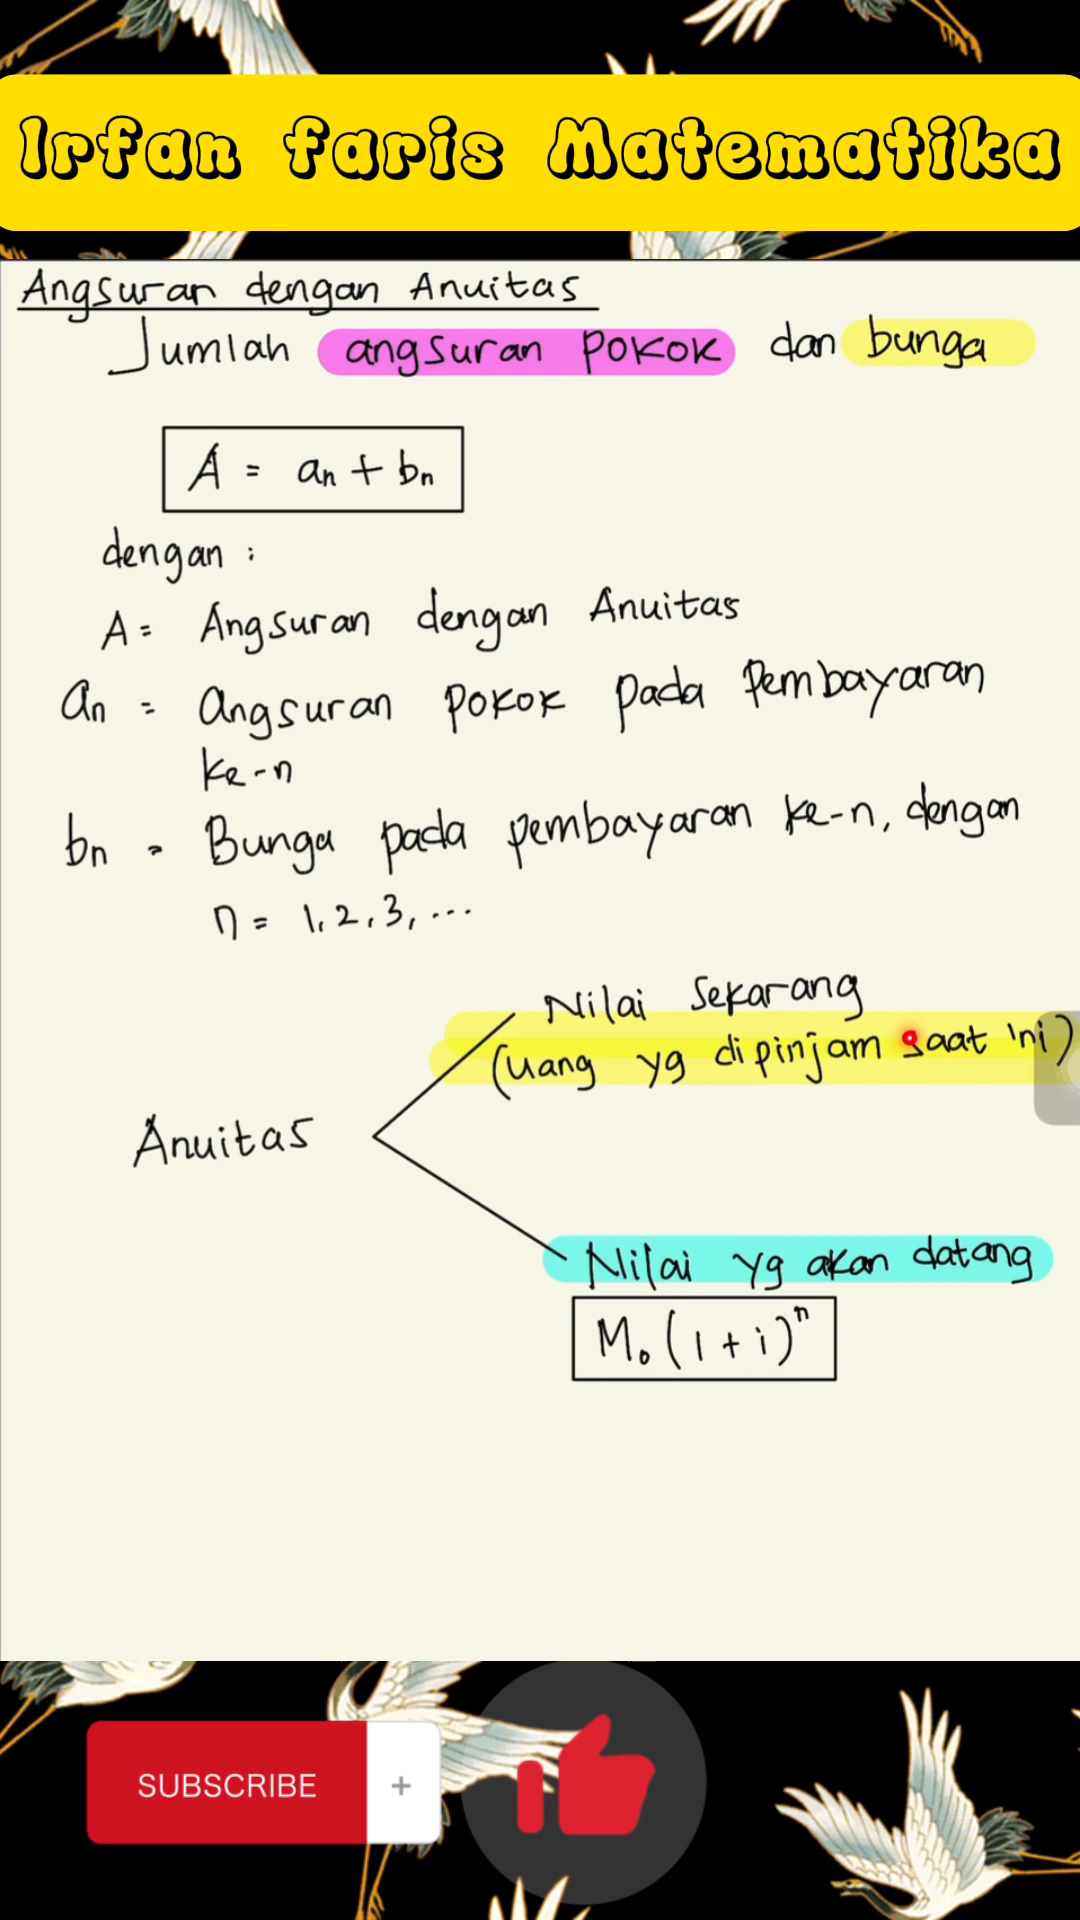 Irfan faris Matematika
Angsuran dengan Anuitas
Jumlah angsuran pokok dan bunga
A = an + bn
dengan :
A = Angsuran dengan Anuitas
an = angsuran pokok pada Pembayaran
ke-n
bn = Bunga pada pembayaran ke-n, dengan
n = 1, 2, 3, ...
Nilai Sekarang
(uang yg dipinjam saat ini)
Anuitas
Nilai yg akan datang
M₀ (1 + i)ⁿ
SUBSCRIBE +